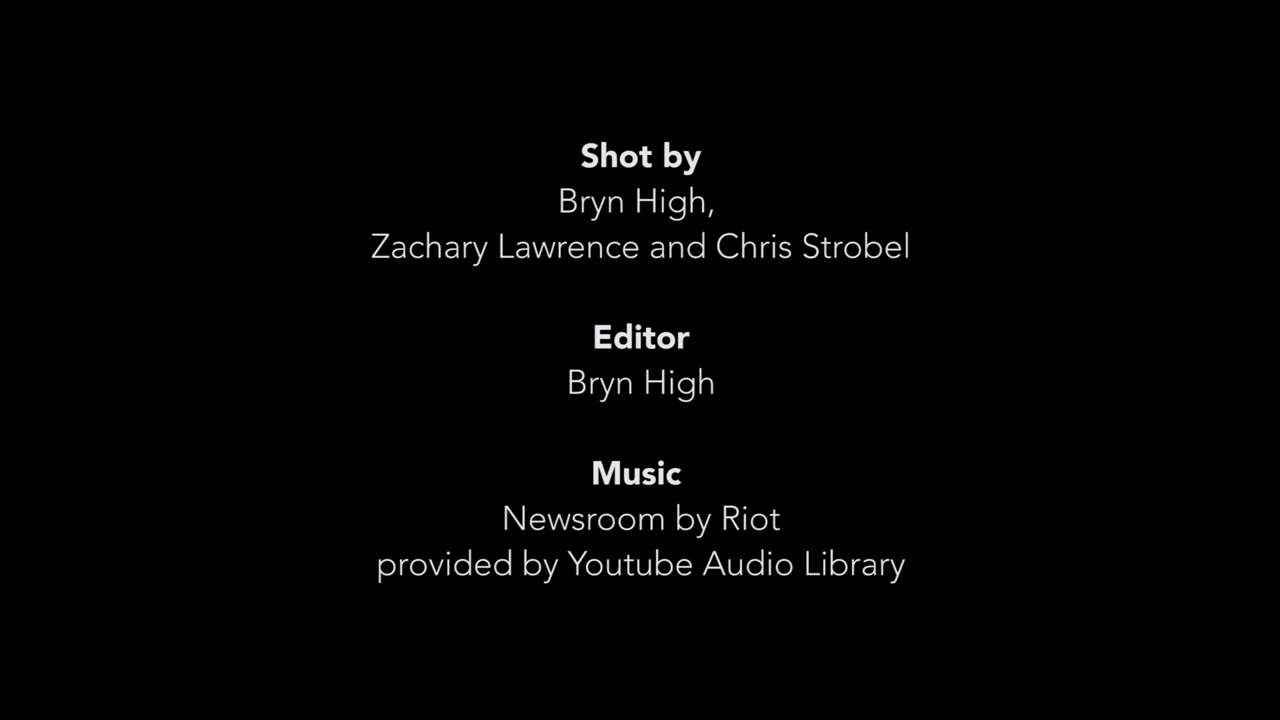 Shot by
Bryn High,
Zachary Lawrence and Chris Strobel
Editor
Bryn High
Music
Newsroom by Riot
provided by Youtube Audio Library